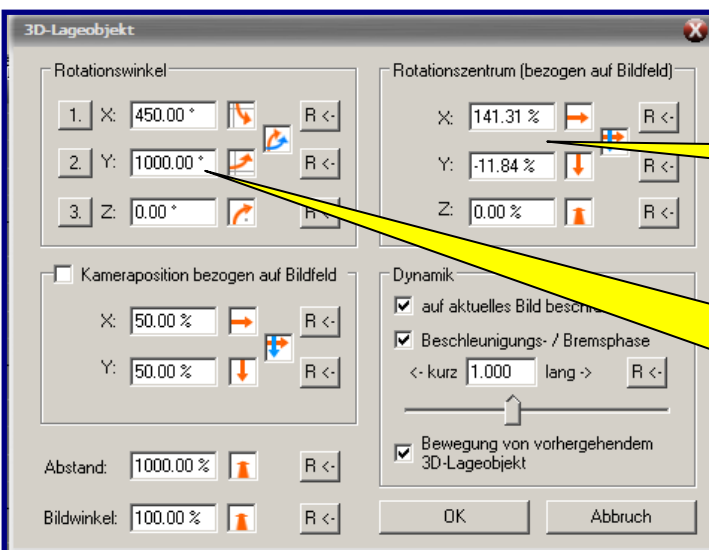 3D-Lageobjekt
Rotationswinkel
1. X: 450.00 ° R <-
2. Y: 1000.00 ° R <-
3. Z: 0.00 ° R <-
Rotationszentrum (bezogen auf Bildfeld)
X: 141.31 % R <-
Y: -11.84 % R <-
Z: 0.00 % R <-
Kameraposition bezogen auf Bildfeld
X: 50.00 % R <-
Y: 50.00 % R <-
Abstand: 1000.00 % R <-
Bildwinkel: 100.00 % R <-
Dynamik
auf aktuelles Bild
Beschleunigungs- / Bremsphase
<- kurz 1.000 lang -> R <-
Bewegung von vorhergehendem
3D-Lageobjekt
OK Abbruch